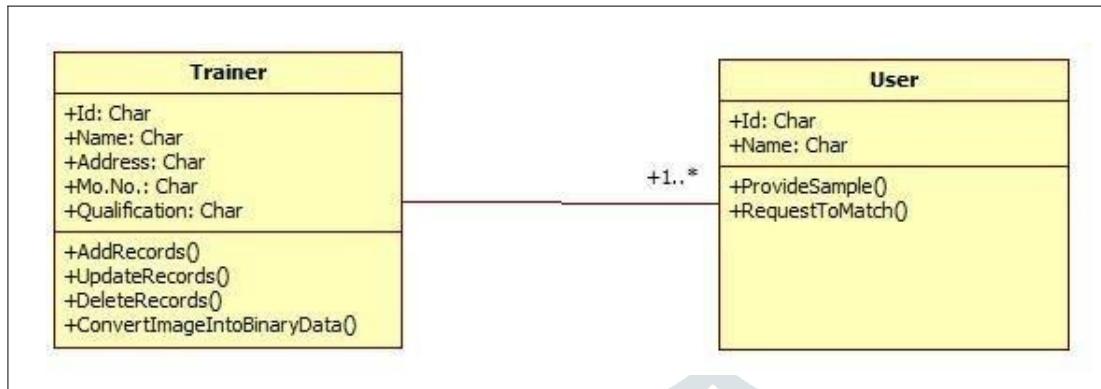 Trainer
+Id: Char
+Name: Char
+Address: Char
+Mo.No.: Char
+Qualification: Char
+AddRecords()
+UpdateRecords()
+DeleteRecords()
+ConvertImageIntoBinaryData()
+1..*
User
+Id: Char
+Name: Char
+ProvideSample()
+RequestToMatch()